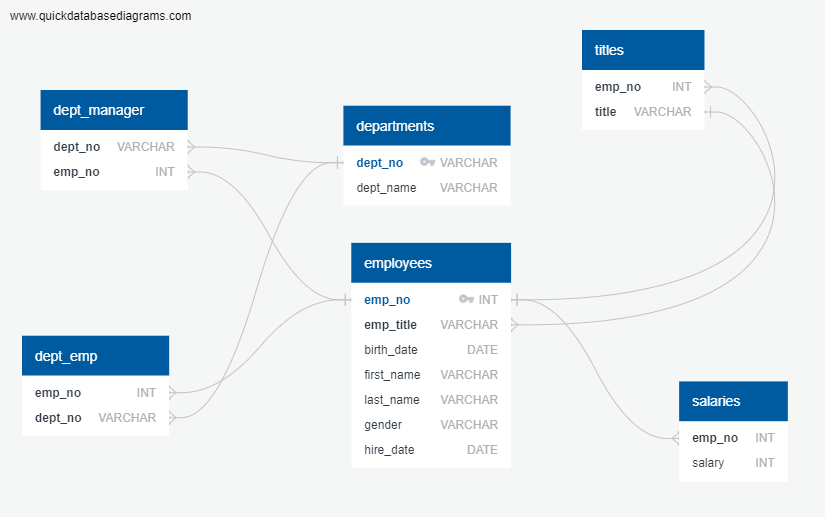 www.quickdatabasediagrams.com
titles
emp_no INT
title VARCHAR
dept_manager
dept_no VARCHAR
emp_no INT
departments
dept_no VARCHAR
dept_name VARCHAR
employees
emp_no INT
emp_title VARCHAR
birth_date DATE
first_name VARCHAR
last_name VARCHAR
gender VARCHAR
hire_date DATE
dept_emp
emp_no INT
dept_no VARCHAR
salaries
emp_no INT
salary INT